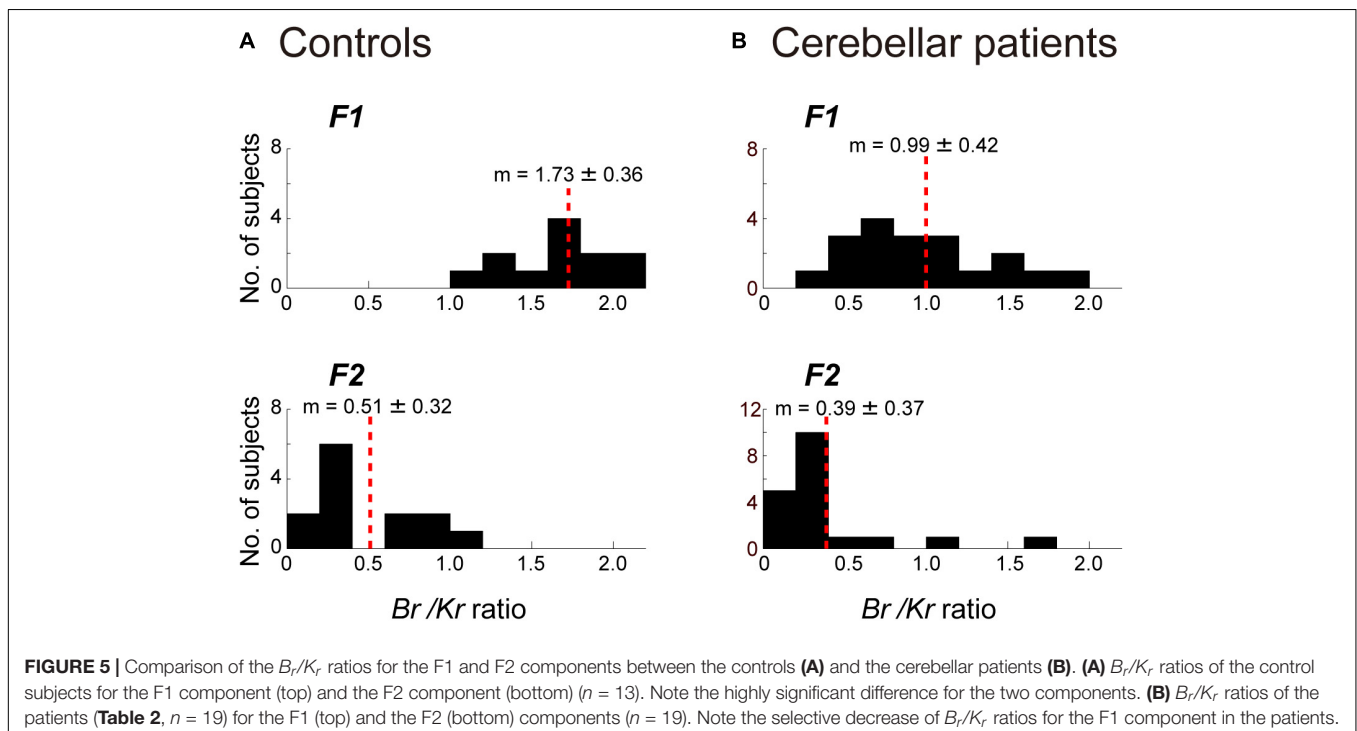 A Controls
B Cerebellar patients
F1
m = 1.73 ± 0.36
No. of subjects
8
4
0
0 0.5 1.0 1.5 2.0
F1
m = 0.99 ± 0.42
8
4
0
0 0.5 1.0 1.5 2.0
F2
m = 0.51 ± 0.32
No. of subjects
8
4
0
0 0.5 1.0 1.5 2.0
Br /Kr ratio
F2
m = 0.39 ± 0.37
12
8
4
0
0 0.5 1.0 1.5 2.0
Br /Kr ratio
FIGURE 5 | Comparison of the Br/Kr ratios for the F1 and F2 components between the controls (A) and the cerebellar patients (B). (A) Br/Kr ratios of the control
subjects for the F1 component (top) and the F2 component (bottom) (n = 13). Note the highly significant difference for the two components. (B) Br/Kr ratios of the
patients (Table 2, n = 19) for the F1 (top) and the F2 (bottom) components (n = 19). Note the selective decrease of Br/Kr ratios for the F1 component in the patients.